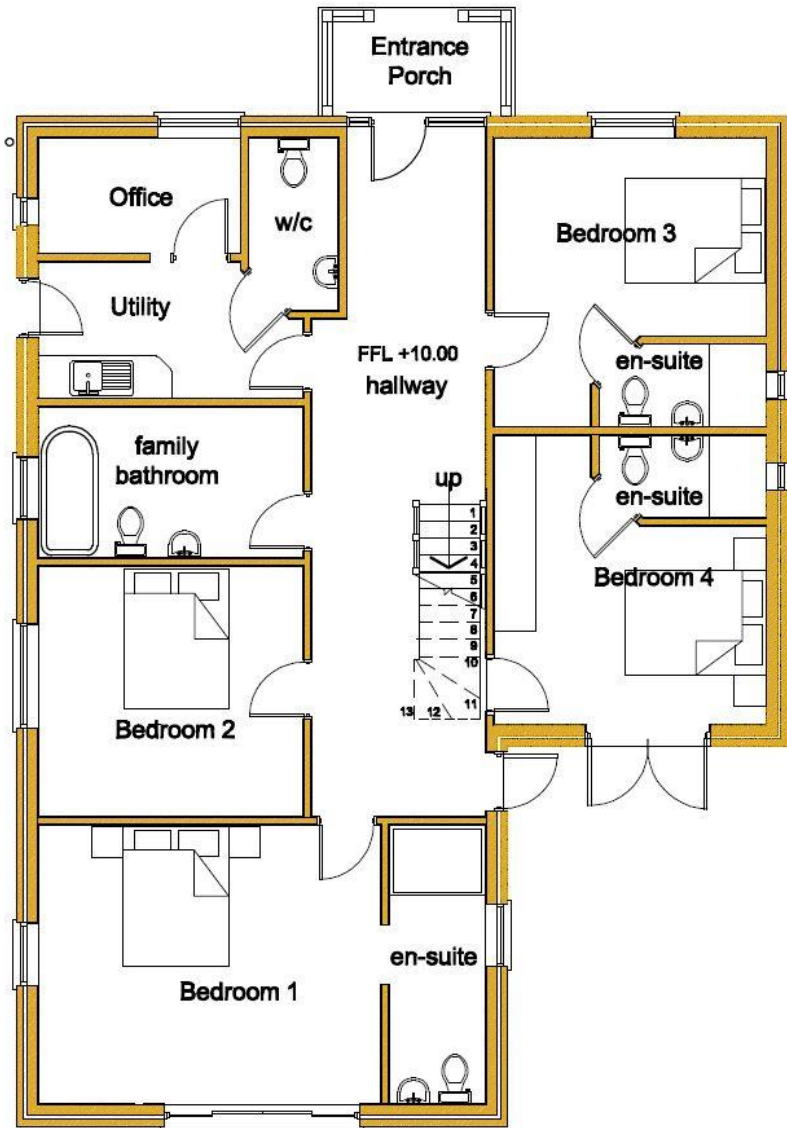 Entrance
Porch
Office
w/c
Bedroom 3
Utility
FFL +10.00
hallway
en-suite
family
bathroom
up
en-suite
1
2
3
4
5
6
7
8
9
10
11
12
13
Bedroom 4
Bedroom 2
en-suite
Bedroom 1